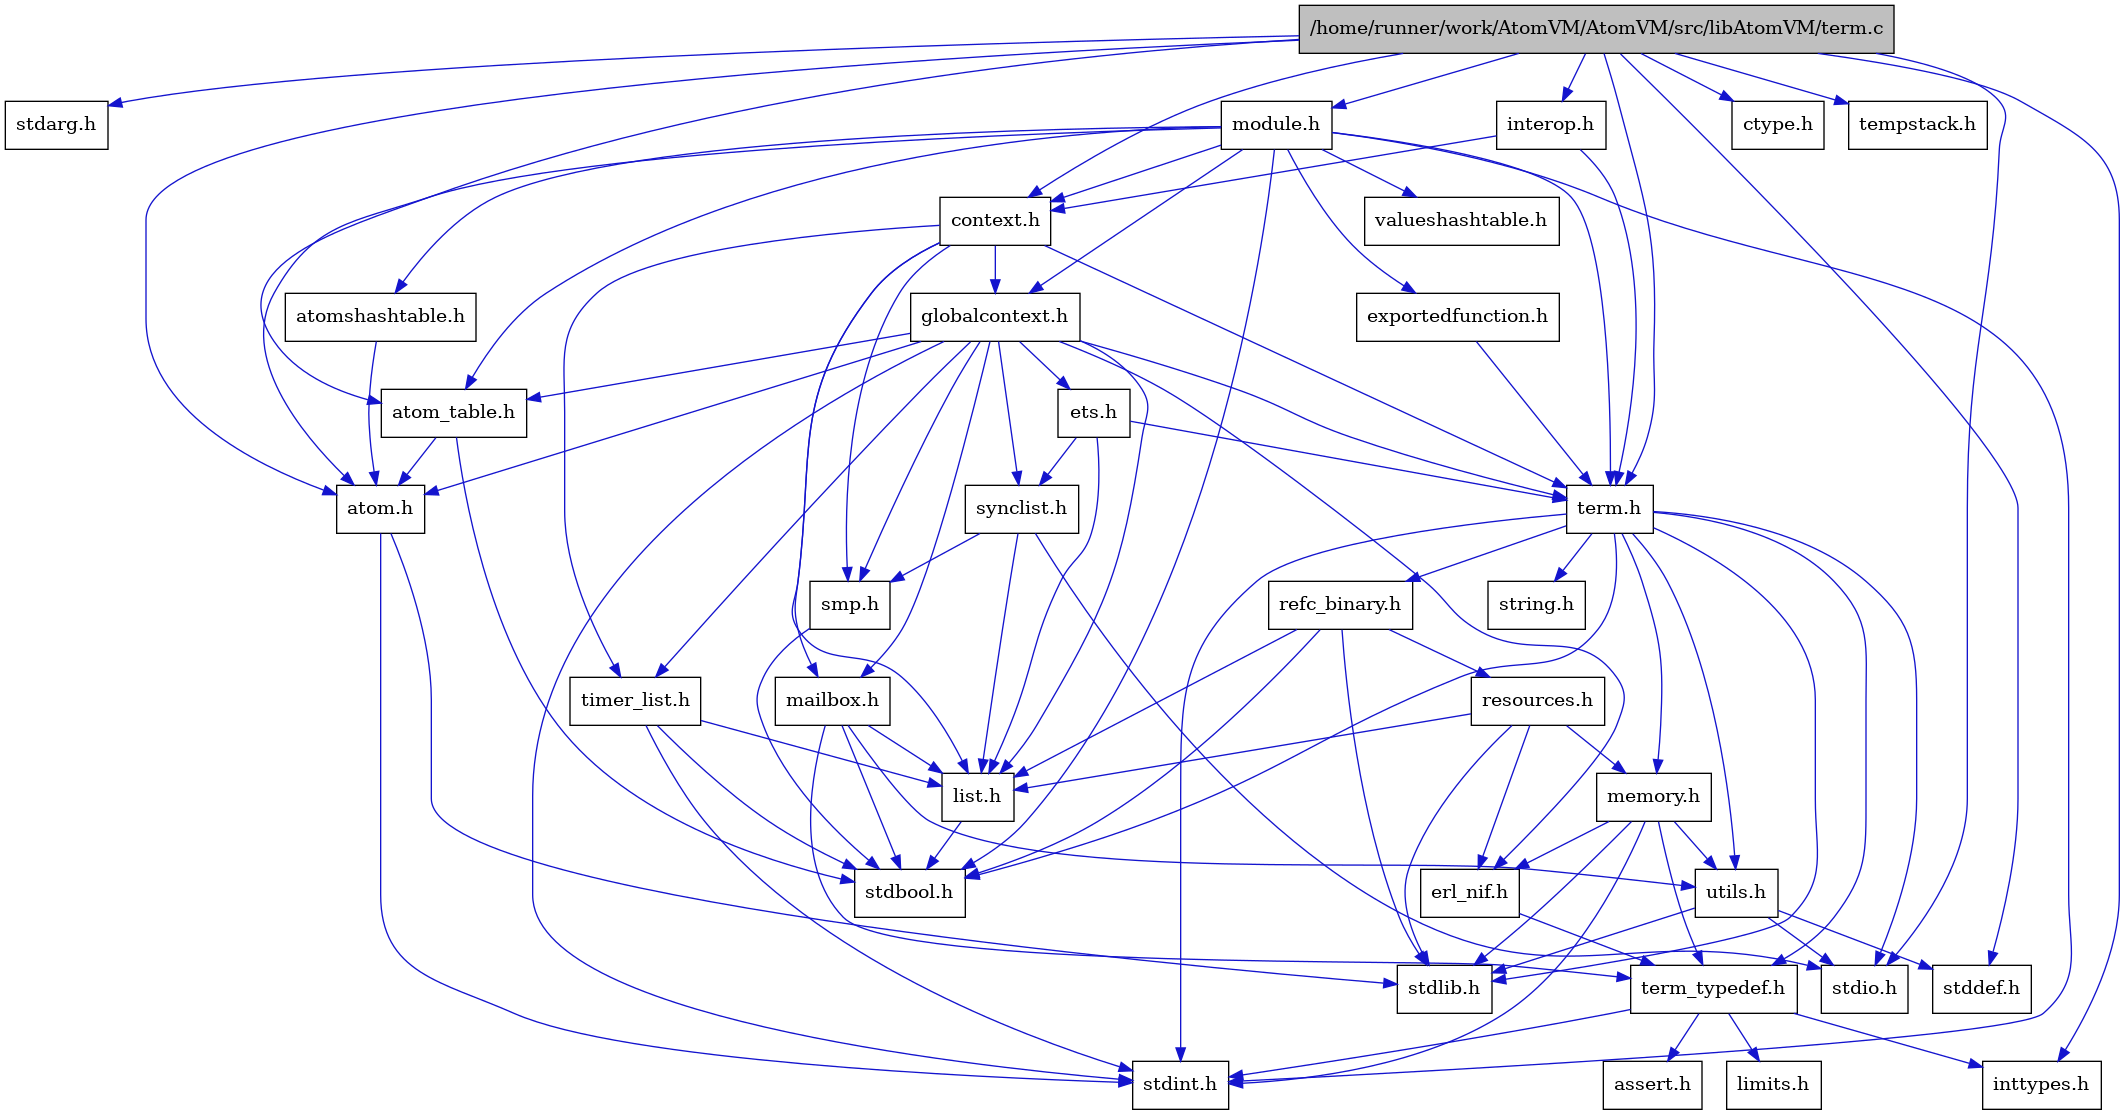 /home/runner/work/AtomVM/AtomVM/src/libAtomVM/term.c
stdarg.h
module.h
interop.h
ctype.h
tempstack.h
context.h
valueshashtable.h
atomshashtable.h
globalcontext.h
exportedfunction.h
atom_table.h
ets.h
atom.h
synclist.h
term.h
smp.h
refc_binary.h
string.h
timer_list.h
mailbox.h
resources.h
list.h
memory.h
stdbool.h
erl_nif.h
utils.h
stdlib.h
term_typedef.h
stdio.h
stddef.h
stdint.h
assert.h
limits.h
inttypes.h